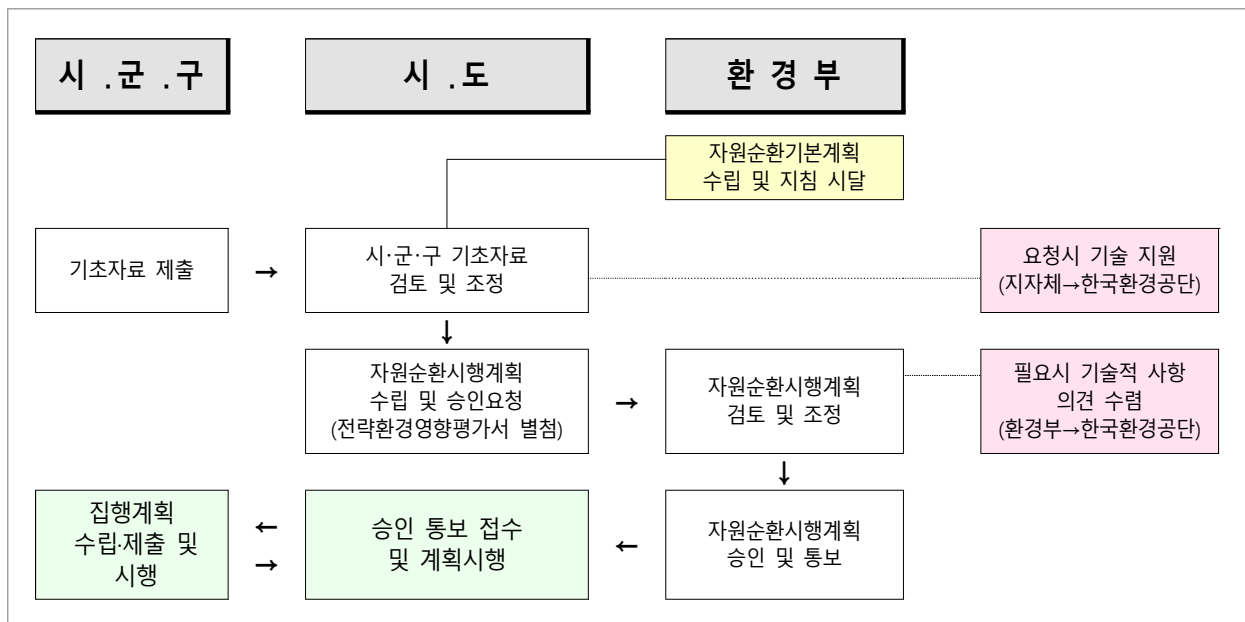 시 .군 .구
시 .도
환 경 부
자원순환기본계획
수립 및 지침 시달
기초자료 제출
→
시·군·구 기초자료
검토 및 조정
요청시 기술 지원
(지자체→한국환경공단)
↓
자원순환시행계획
수립 및 승인요청
(전략환경영향평가서 별첨)
→
자원순환시행계획
검토 및 조정
필요시 기술적 사항
의견 수렴
(환경부→한국환경공단)
↓
집행계획
수립·제출 및
시행
←
→
승인 통보 접수
및 계획시행
←
자원순환시행계획
승인 및 통보